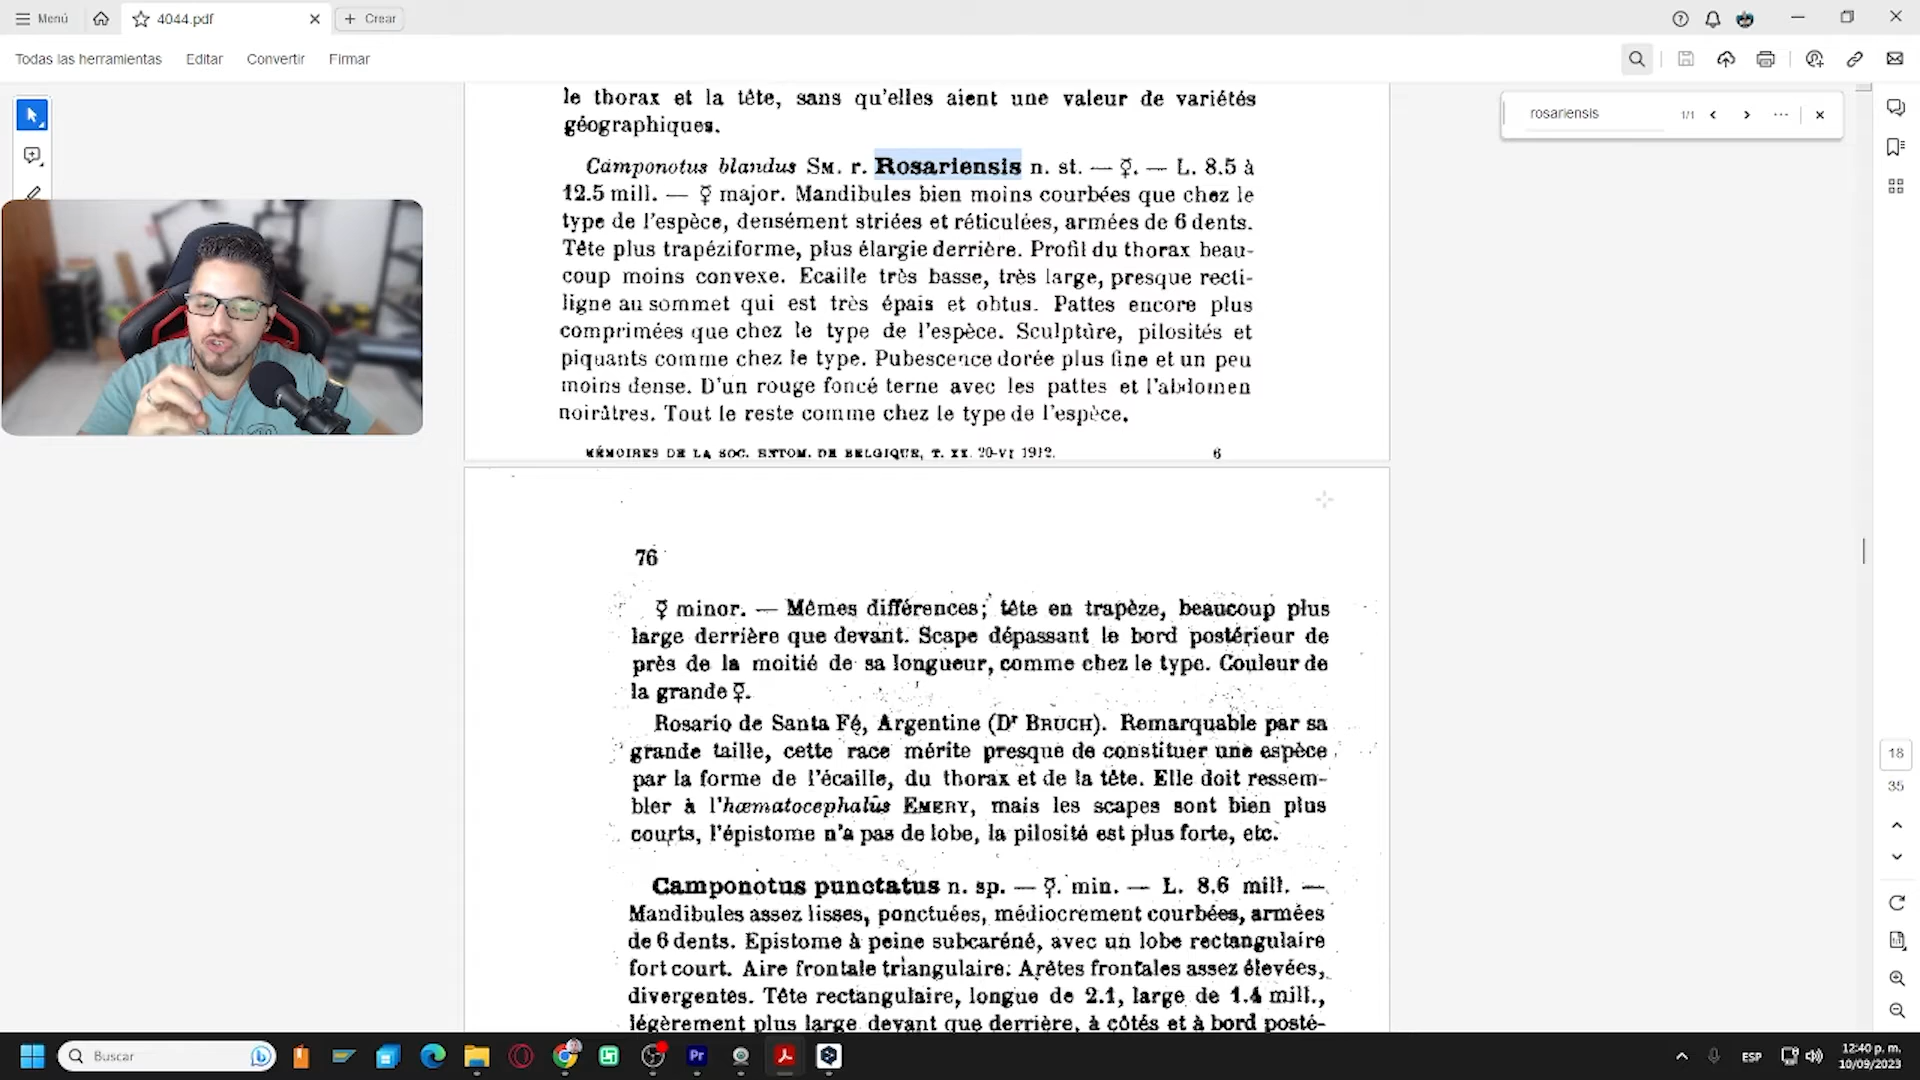 Menú
4044.pdf
Crear
Todas las herramientas
Editar
Convertir
Firmar
rosariensis
1/1
le thorax et la tête, sans qu'elles aient une valeur de variétés
géographiques.
Camponotus blandus SM. r. Rosariensis n. st. — ☿. — L. 8.5 à
12.5 mill. — ☿ major. Mandibules bien moins courbées que chez le
type de l'espèce, densément striées et réticulées, armées de 6 dents.
Tête plus trapéziforme, plus élargie derrière. Profil du thorax beau-
coup moins convexe. Ecaille très basse, très large, presque recti-
ligne au sommet qui est très épais et obtus. Pattes encore plus
comprimées que chez le type de l'espèce. Sculpture, pilosités et
piquants comme chez le type. Pubescence dorée plus fine et un peu
moins dense. D'un rouge foncé terne avec les pattes et l'abdomen
noirâtres. Tout le reste comme chez le type de l'espèce.
MÉMOIRES DE LA SOC. ENTOM. DE BELGIQUE, T. XX. 20-VI 1912. 6
76
☿ minor. — Mêmes différences; tête en trapèze, beaucoup plus
large derrière que devant. Scape dépassant le bord postérieur de
près de la moitié de sa longueur, comme chez le type. Couleur de
la grande ☿.
Rosario de Santa Fé, Argentine (Dr BRUCH). Remarquable par sa
grande taille, cette race mérite presque de constituer une espèce
par la forme de l'écaille, du thorax et de la tête. Elle doit ressem-
bler à l'hæmatocephalus EMERY, mais les scapes sont bien plus
courts, l'épistome n'a pas de lobe, la pilosité est plus forte, etc.
Camponotus punctatus n. sp. — ☿. min. — L. 8.6 mill. —
Mandibules assez lisses, ponctuées, médiocrement courbées, armées
de 6 dents. Epistome à peine subcaréné, avec un lobe rectangulaire
fort court. Aire frontale triangulaire. Arêtes frontales assez élevées,
divergentes. Tête rectangulaire, longue de 2.1, large de 1.4 mill.,
légèrement plus large devant que derrière, à côtés et à bord posté-
18
35
Buscar
Pr
ESP
12:40 p. m.
10/09/2023